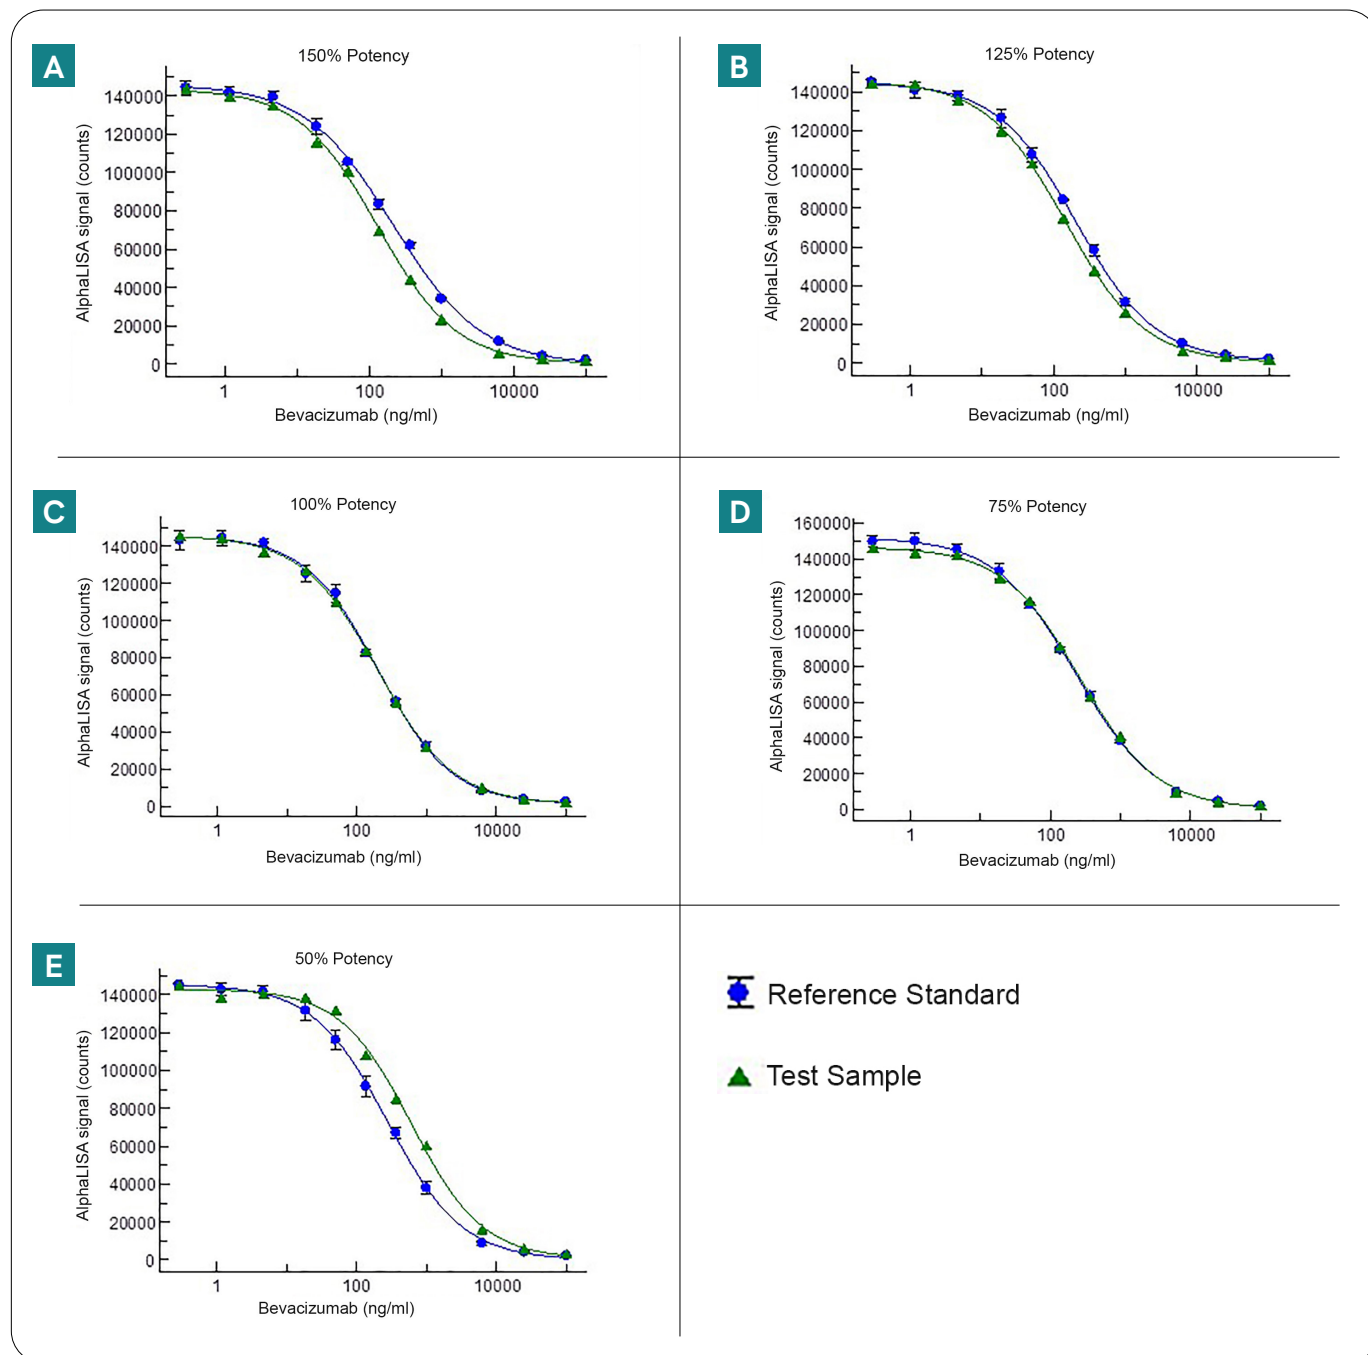 A
150% Potency
140000
120000
100000
80000
60000
40000
20000
0
AlphaLISA signal (counts)
1
100
10000
Bevacizumab (ng/ml)
B
125% Potency
140000
120000
100000
80000
60000
40000
20000
0
AlphaLISA signal (counts)
1
100
10000
Bevacizumab (ng/ml)
C
100% Potency
140000
120000
100000
80000
60000
40000
20000
0
AlphaLISA signal (counts)
1
100
10000
Bevacizumab (ng/ml)
D
75% Potency
160000
140000
120000
100000
80000
60000
40000
20000
0
AlphaLISA signal (counts)
1
100
10000
Bevacizumab (ng/ml)
E
50% Potency
140000
120000
100000
80000
60000
40000
20000
0
AlphaLISA signal (counts)
1
100
10000
Bevacizumab (ng/ml)
Reference Standard
Test Sample